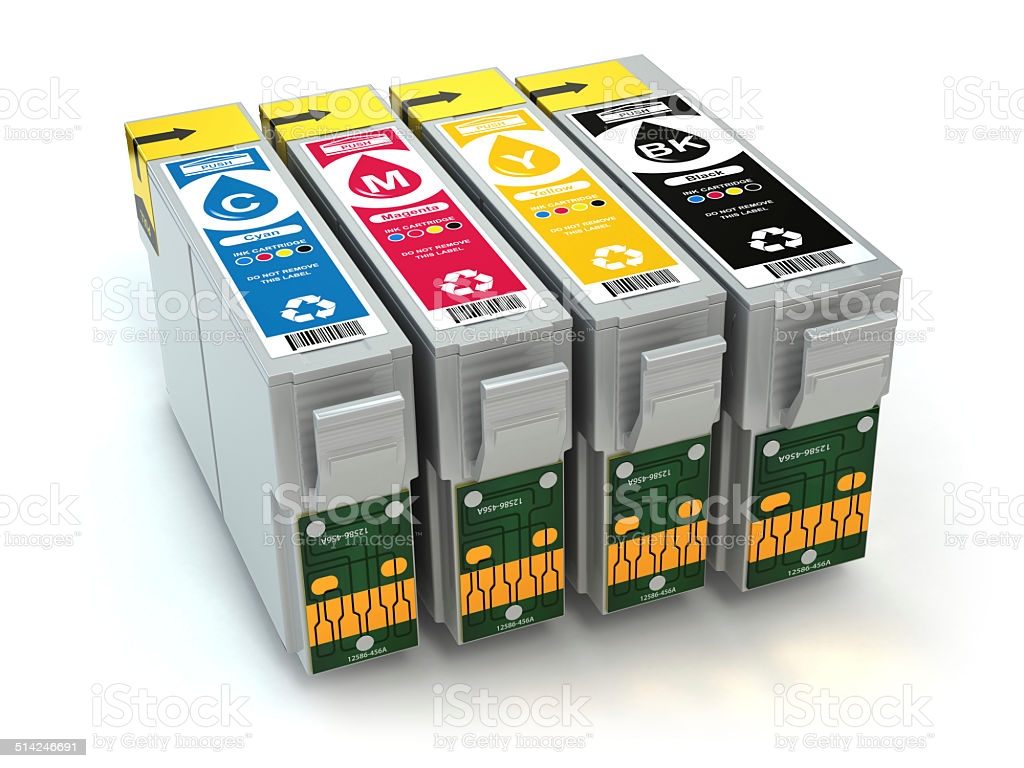 PUSH
C
Cyan
INK CARTRIDGE
DO NOT REMOVE
THIS LABEL
12586-456A
12586-456A
PUSH
M
Magenta
INK CARTRIDGE
DO NOT REMOVE
THIS LABEL
12586-456A
12586-456A
PUSH
Y
Yellow
INK CARTRIDGE
DO NOT REMOVE
THIS LABEL
12586-456A
12586-456A
PUSH
BK
Black
INK CARTRIDGE
DO NOT REMOVE
THIS LABEL
12586-456A
12586-456A
iStock
by Getty Images™
514246691